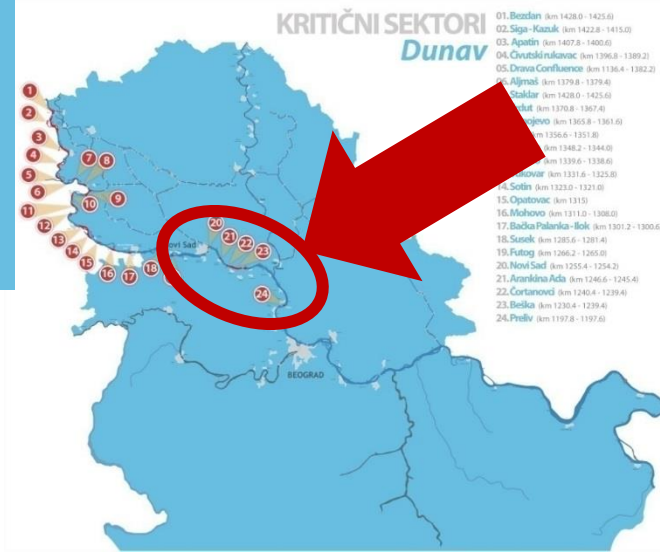 KRITIČNI SEKTORI
Dunav
01. Bezdan (km 1428.0 - 1425.6)
02. Siga - Kazuk (km 1422.8 - 1415.0)
03. Apatin (km 1407.8 - 1400.6)
04. Čivutski rukavac (km 1396.8 - 1389.2)
05. Drava Confluence (km 1136.4 - 1382.2)
Aljmaš (km 1379.8 - 1379.4)
Staklar (km 1428.0 - 1425.6)
(km 1370.8 - 1367.4)
(km 1365.8 - 1361.6)
(km 1356.6 - 1351.8)
(km 1348.2 - 1344.0)
(km 1339.6 - 1338.6)
(km 1331.6 - 1325.8)
14. Sotin (km 1323.0 - 1321.0)
15. Opatovac (km 1315)
16. Mohovo (km 1311.0 - 1308.0)
17. Bačka Palanka - Ilok (km 1301.2 - 1300.6)
18. Susek (km 1285.6 - 1281.4)
19. Futog (km 1266.2 - 1265.0)
20. Novi Sad (km 1255.4 - 1254.2)
21. Arankina Ada (km 1246.6 - 1245.4)
22. Čortanovci (km 1240.4 - 1239.4)
23. Beška (km 1230.4 - 1239.4)
24. Preliv (km 1197.8 - 1197.6)
1
2
3
4
5
6
7
8
9
10
11
12
13
14
15
16
17
18
20
21
22
23
24
Novi Sad
BEOGRAD